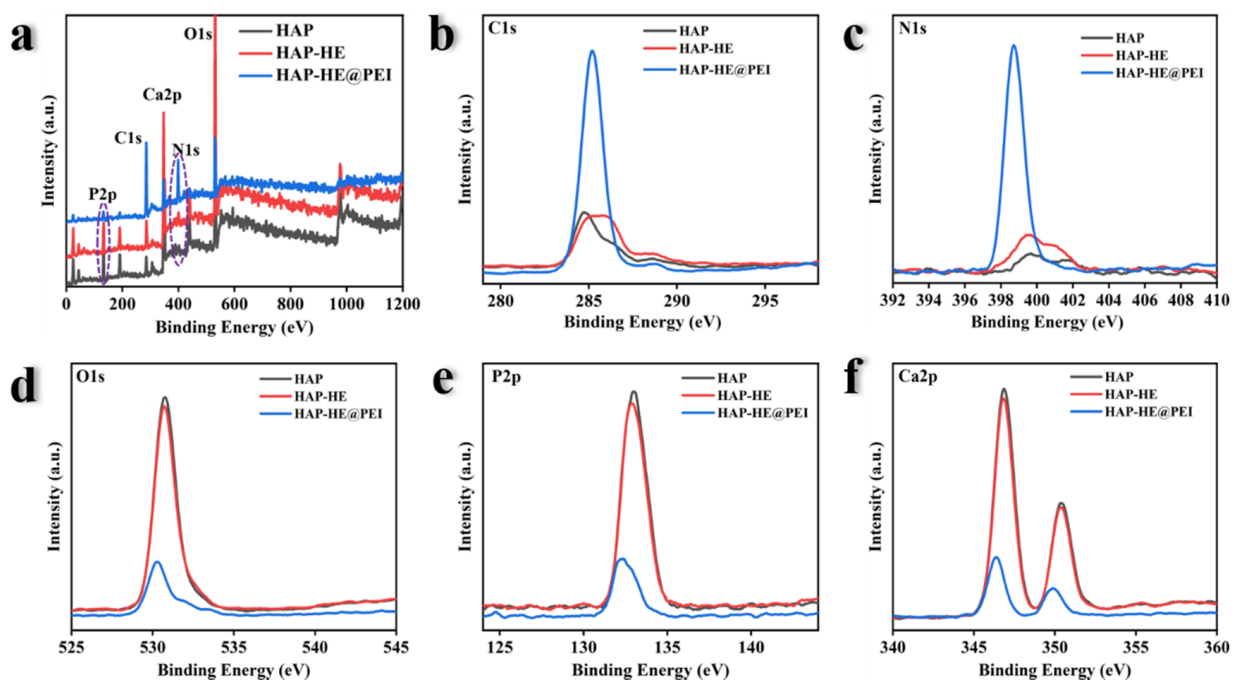 a
O1s
HAP
HAP-HE
HAP-HE@PEI
Ca2p
C1s
N1s
P2p
Intensity (a.u.)
0 200 400 600 800 1000 1200
Binding Energy (eV)
b
C1s
HAP
HAP-HE
HAP-HE@PEI
Intensity (a.u.)
280 285 290 295
Binding Energy (eV)
c
N1s
HAP
HAP-HE
HAP-HE@PEI
Intensity (a.u.)
392 394 396 398 400 402 404 406 408 410
Binding Energy (eV)
d
O1s
HAP
HAP-HE
HAP-HE@PEI
Intensity (a.u.)
525 530 535 540 545
Binding Energy (eV)
e
P2p
HAP
HAP-HE
HAP-HE@PEI
Intensity (a.u.)
125 130 135 140
Binding Energy (eV)
f
Ca2p
HAP
HAP-HE
HAP-HE@PEI
Intensity (a.u.)
340 345 350 355 360
Binding Energy (eV)